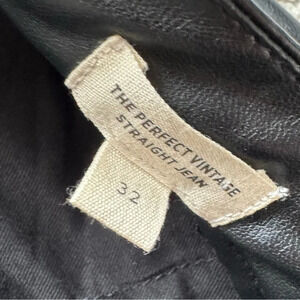 THE PERFECT VINTAGE
STRAIGHT JEAN
32